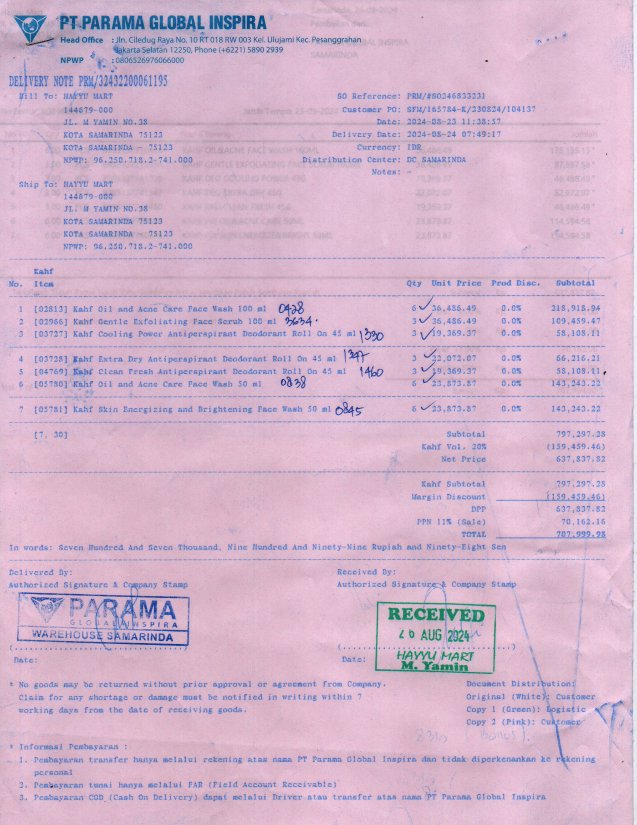 PT PARAMA GLOBAL INSPIRA
Head Office : Jln. Ciledug Raya No. 10 RT 018 RW 003 Kel. Ulujami Kec. Pesanggrahan
Jakarta Selatan 12250, Phone (+6221) 5890 2939
NPWP : 0806526976066000
DELIVERY NOTE PRM/32432200061195
Bill To: HAYYU MART
144679-000
JL. M YAMIN NO.38
KOTA SAMARINDA 75123
KOTA SAMARINDA - 75123
NPWP: 96.250.718.2-741.000
SO Reference: PRM/#SO246833231
Customer PO: SFM/165784-K/230824/104137
Date: 2024-08-23 11:38:57
Delivery Date: 2024-08-24 07:49:17
Currency: IDR
Distribution Center: DC SAMARINDA
Notes: -
Ship To: HAYYU MART
144679-000
JL. M YAMIN NO.38
KOTA SAMARINDA 75123
KOTA SAMARINDA - 75123
NPWP: 96.250.718.2-741.000
Kahf
No. Item Qty Unit Price Prod Disc. Subtotal
1 [02813] Kahf Oil and Acne Care Face Wash 100 ml 0428 6 36,486.49 0.0% 218,918.94
2 [02966] Kahf Gentle Exfoliating Face Scrub 100 ml 3634 3 36,486.49 0.0% 109,459.47
3 [03727] Kahf Cooling Power Antiperspirant Deodorant Roll On 45 ml 1330 3 19,369.37 0.0% 58,108.11
4 [03728] Kahf Extra Dry Antiperspirant Deodorant Roll On 45 ml 1347 3 22,072.07 0.0% 66,216.21
5 [04769] Kahf Clean Fresh Antiperspirant Deodorant Roll On 45 ml 1460 3 19,369.37 0.0% 58,108.11
6 [05780] Kahf Oil and Acne Care Face Wash 50 ml 0838 6 23,873.87 0.0% 143,243.22
7 [05781] Kahf Skin Energizing and Brightening Face Wash 50 ml 0845 6 23,873.87 0.0% 143,243.22
[7, 30] Subtotal 797,297.28
Kahf Vol. 20% (159,459.46)
Net Price 637,837.82
Kahf Subtotal 797,297.28
Margin Discount (159,459.46)
DPP 637,837.82
PPN 11% (Sale) 70,162.16
TOTAL 707,999.98
In words: Seven Hundred And Seven Thousand, Nine Hundred And Ninety-Nine Rupiah and Ninety-Eight Sen
Delivered By:
Authorized Signature & Company Stamp
Received By:
Authorized Signature & Company Stamp
PARAMA
GLOBAL INSPIRA
WAREHOUSE SAMARINDA
RECEIVED
26 AUG 2024
HAYYU MART
M. Yamin
Date:
Date:
* No goods may be returned without prior approval or agreement from Company.
Claim for any shortage or damage must be notified in writing within 7
working days from the date of receiving goods.
Document Distribution:
Original (White): Customer
Copy 1 (Green): Logistic
Copy 2 (Pink): Customer
(Bonus).
* Informasi Pembayaran :
1. Pembayaran transfer hanya melalui rekening atas nama PT Parama Global Inspira dan tidak diperkenankan ke rekening
personal
2. Pembayaran tunai hanya melalui FAR (Field Account Receivable)
3. Pembayaran COD (Cash On Delivery) dapat melalui Driver atau transfer atas nama PT Parama Global Inspira